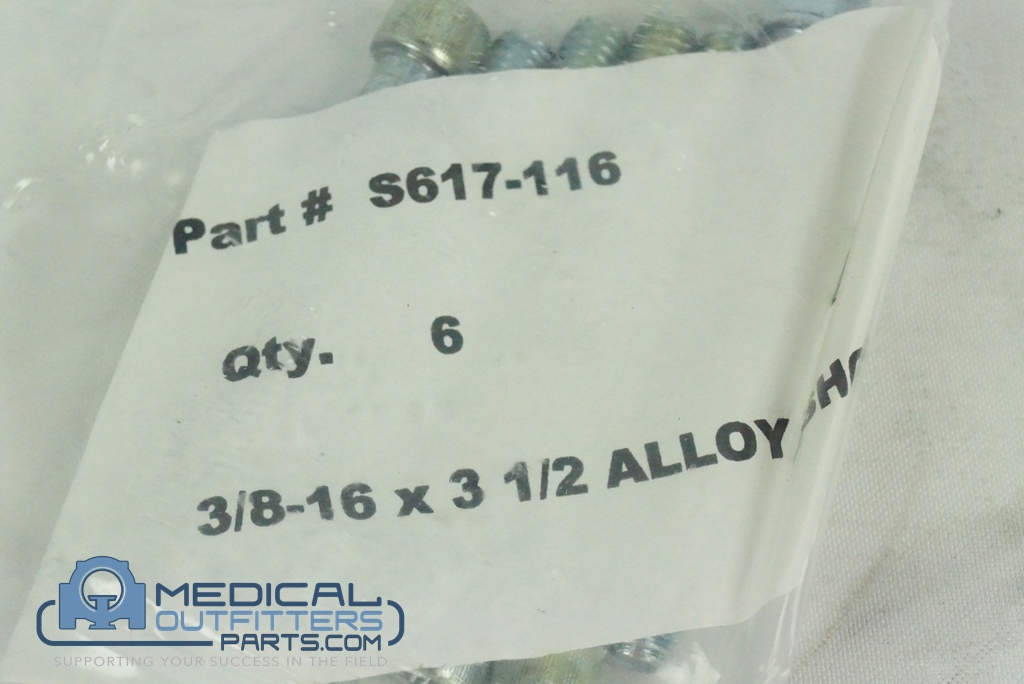 Part # S617-116
Qty. 6
3/8-16 x 3 1/2 ALLOY
MEDICAL
OUTFITTERS
PARTS.COM
SUPPORTING YOUR SUCCESS IN THE FIELD